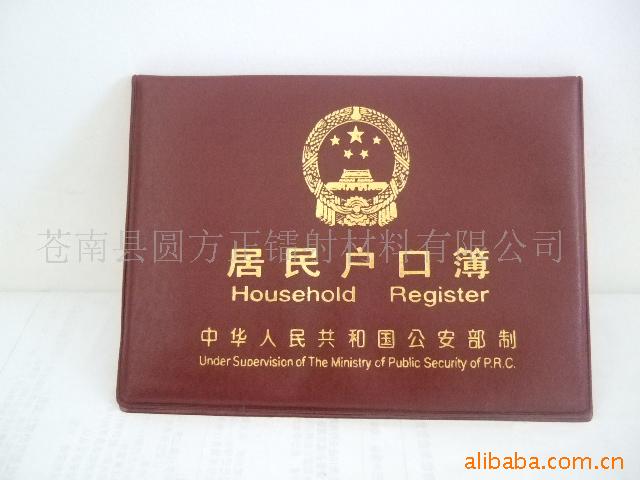 苍南县圆方正镭射材料有限公司
居民户口簿
Household Register
中华人民共和国公安部制
Under Supervision of The Ministry of Public Security of P.R.C.
alibaba.com.cn